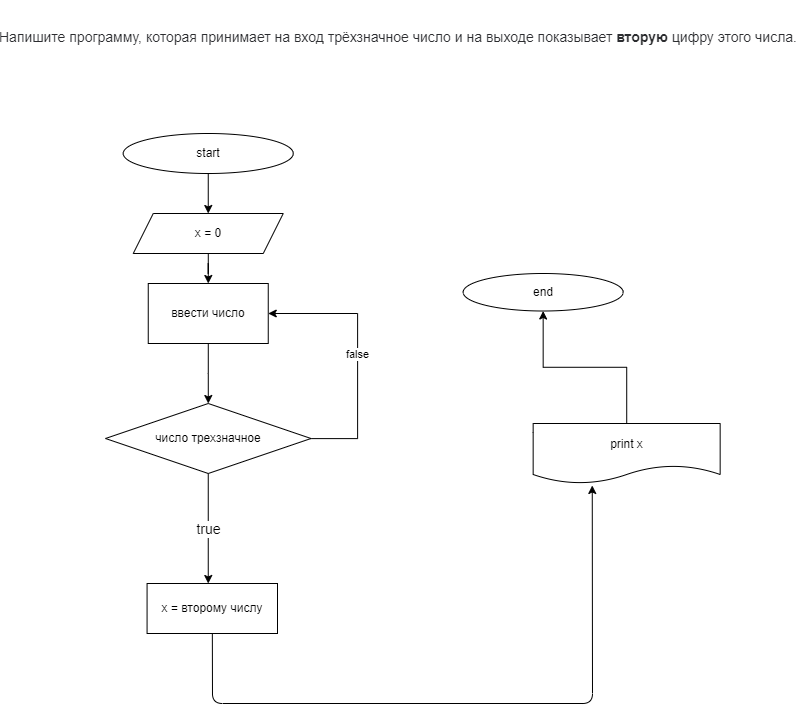 Напишите программу, которая принимает на вход трёхзначное число и на выходе показывает вторую цифру этого числа.
start
x = 0
ввести число
false
число трехзначное
true
x = второму числу
print x
end